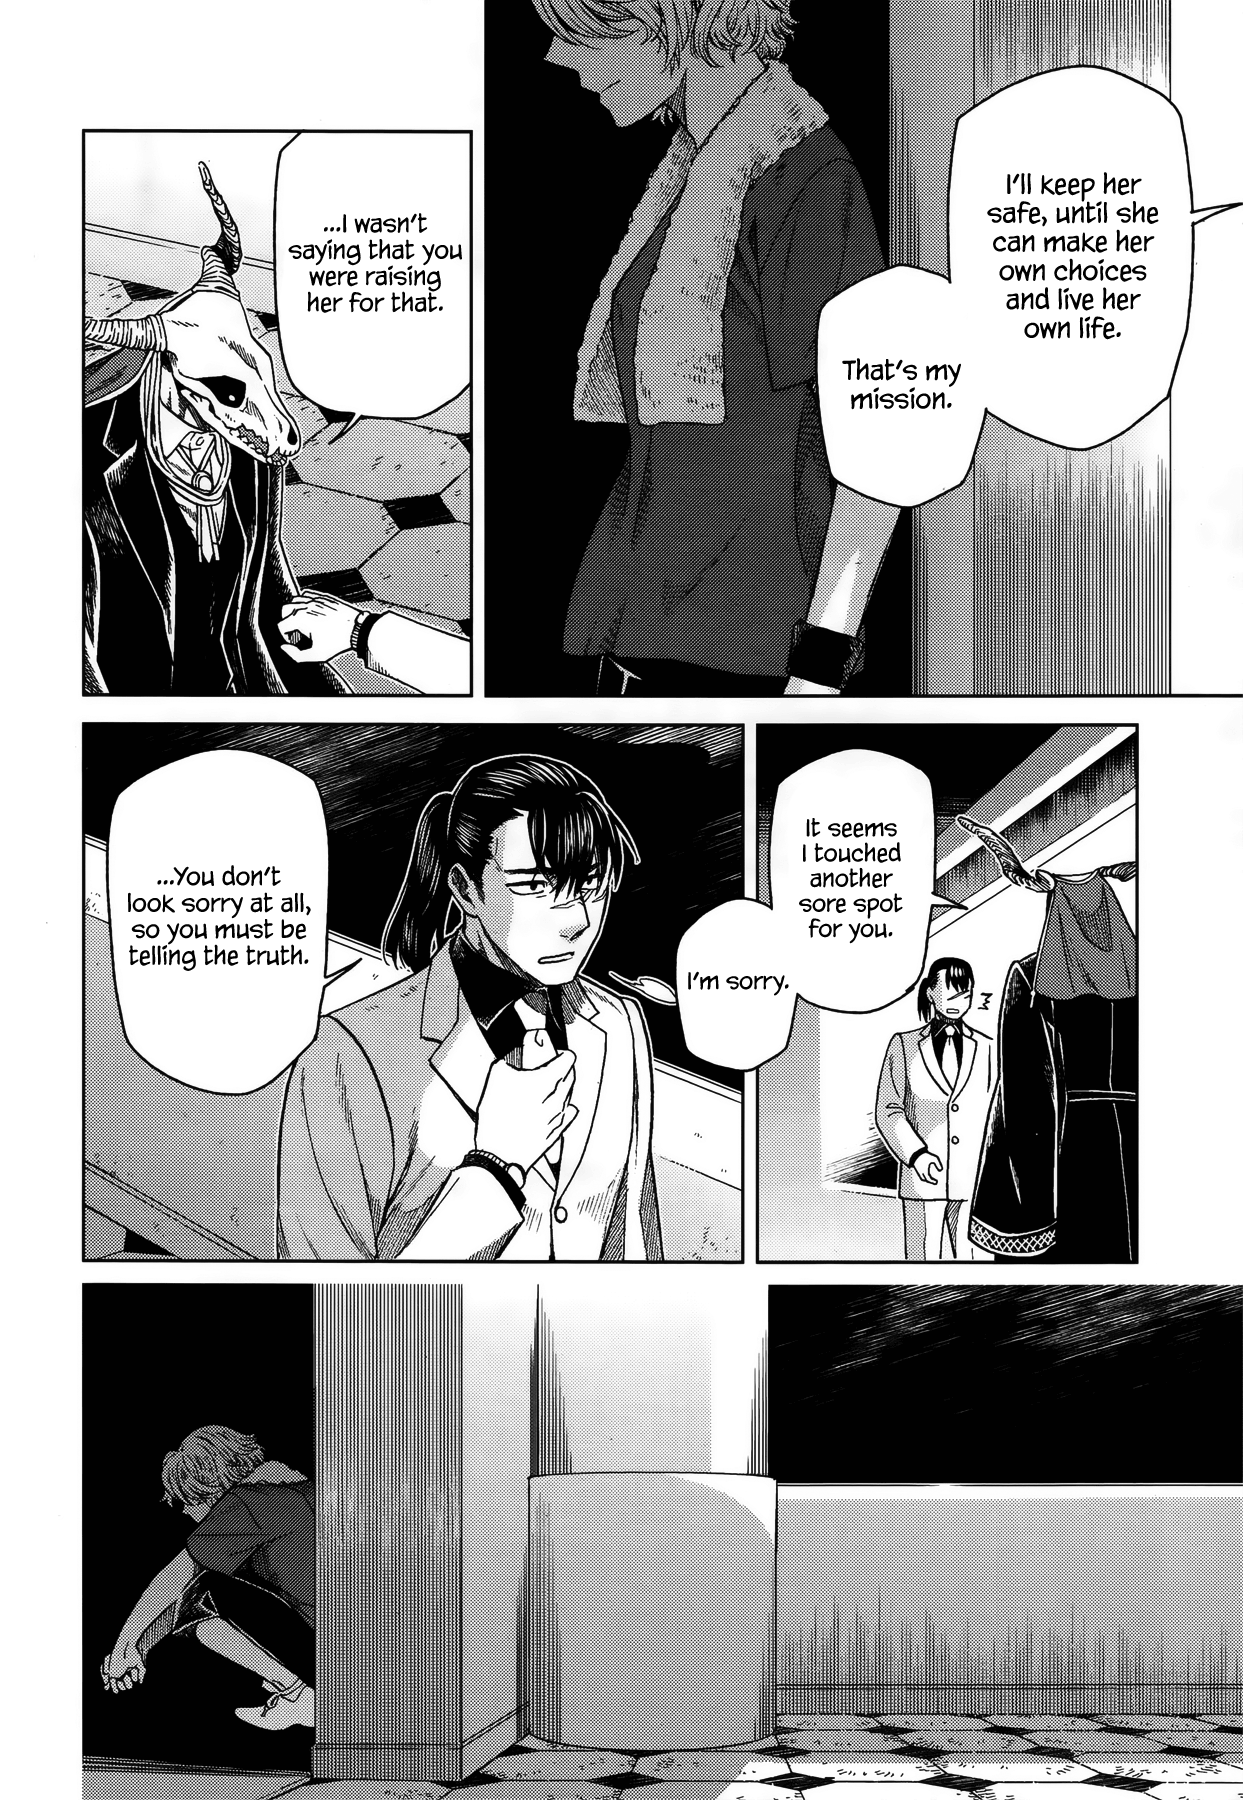 I'll keep her
safe, until she
can make her
own choices
and live her
own life.
That's my
mission.
...I wasn't
saying that you
were raising
her for that.
It seems
I touched
another
sore spot
for you.
I'm sorry.
...You don't
look sorry at all,
so you must be
telling the truth.